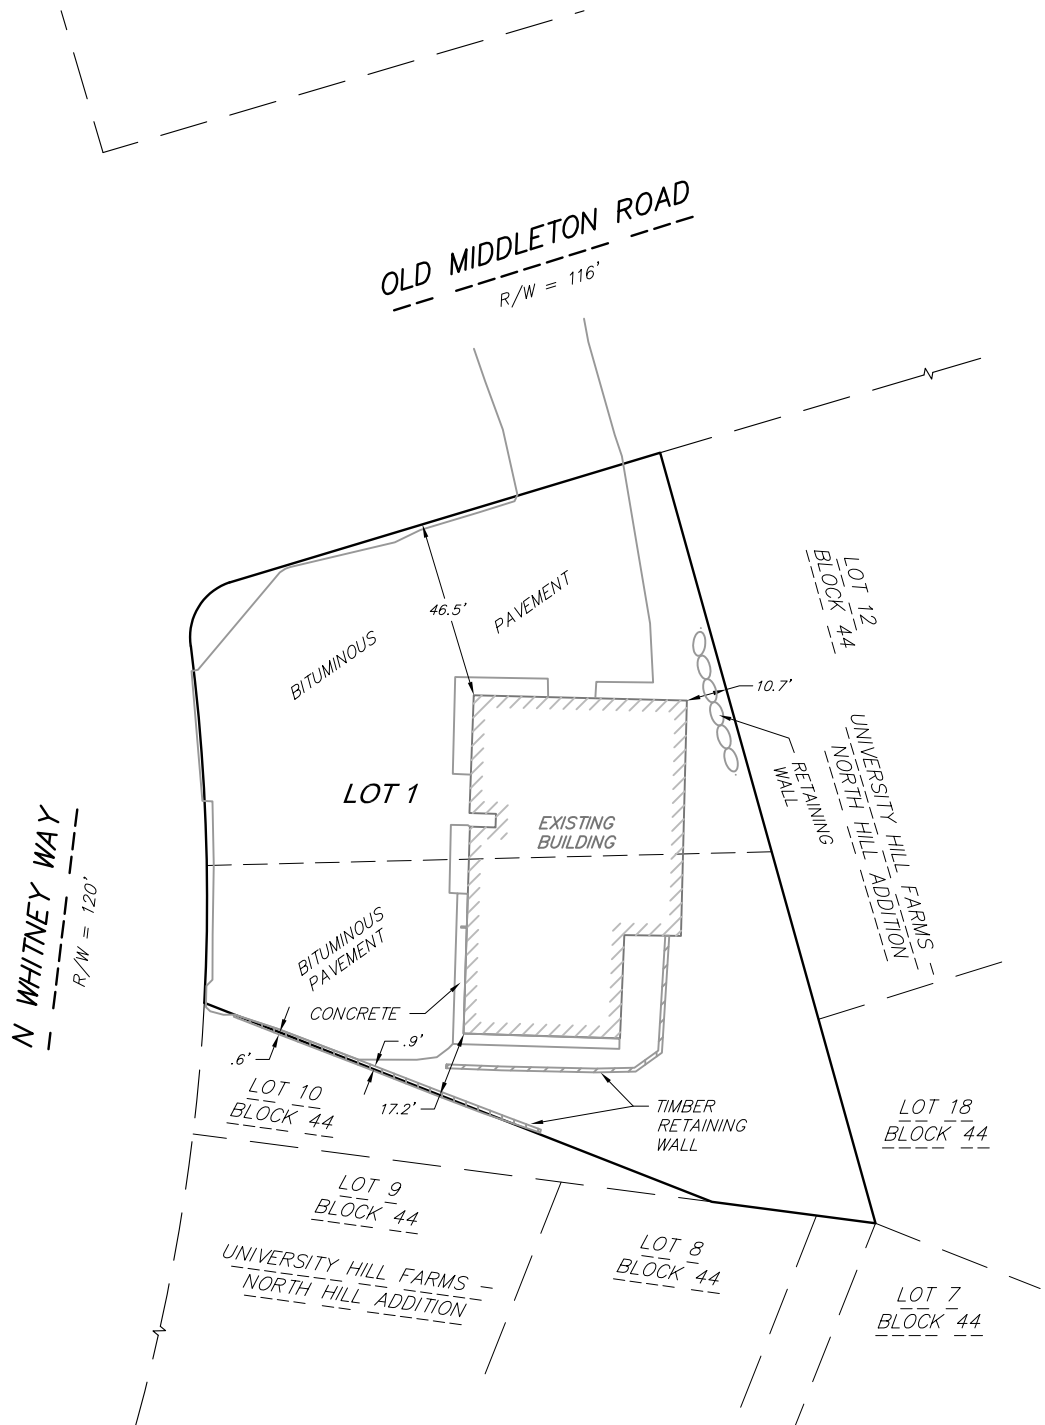 OLD MIDDLETON ROAD
R/W = 116'
LOT 12
BLOCK 44
46.5'
PAVEMENT
BITUMINOUS
10.7'
UNIVERSITY HILL FARMS -
NORTH HILL ADDITION
RETAINING
WALL
LOT 1
EXISTING
BUILDING
N WHITNEY WAY
R/W = 120'
BITUMINOUS
PAVEMENT
CONCRETE
.9'
.6'
LOT 10
BLOCK 44
17.2'
TIMBER
RETAINING
WALL
LOT 18
BLOCK 44
LOT 9
BLOCK 44
UNIVERSITY HILL FARMS -
NORTH HILL ADDITION
LOT 8
BLOCK 44
LOT 7
BLOCK 44